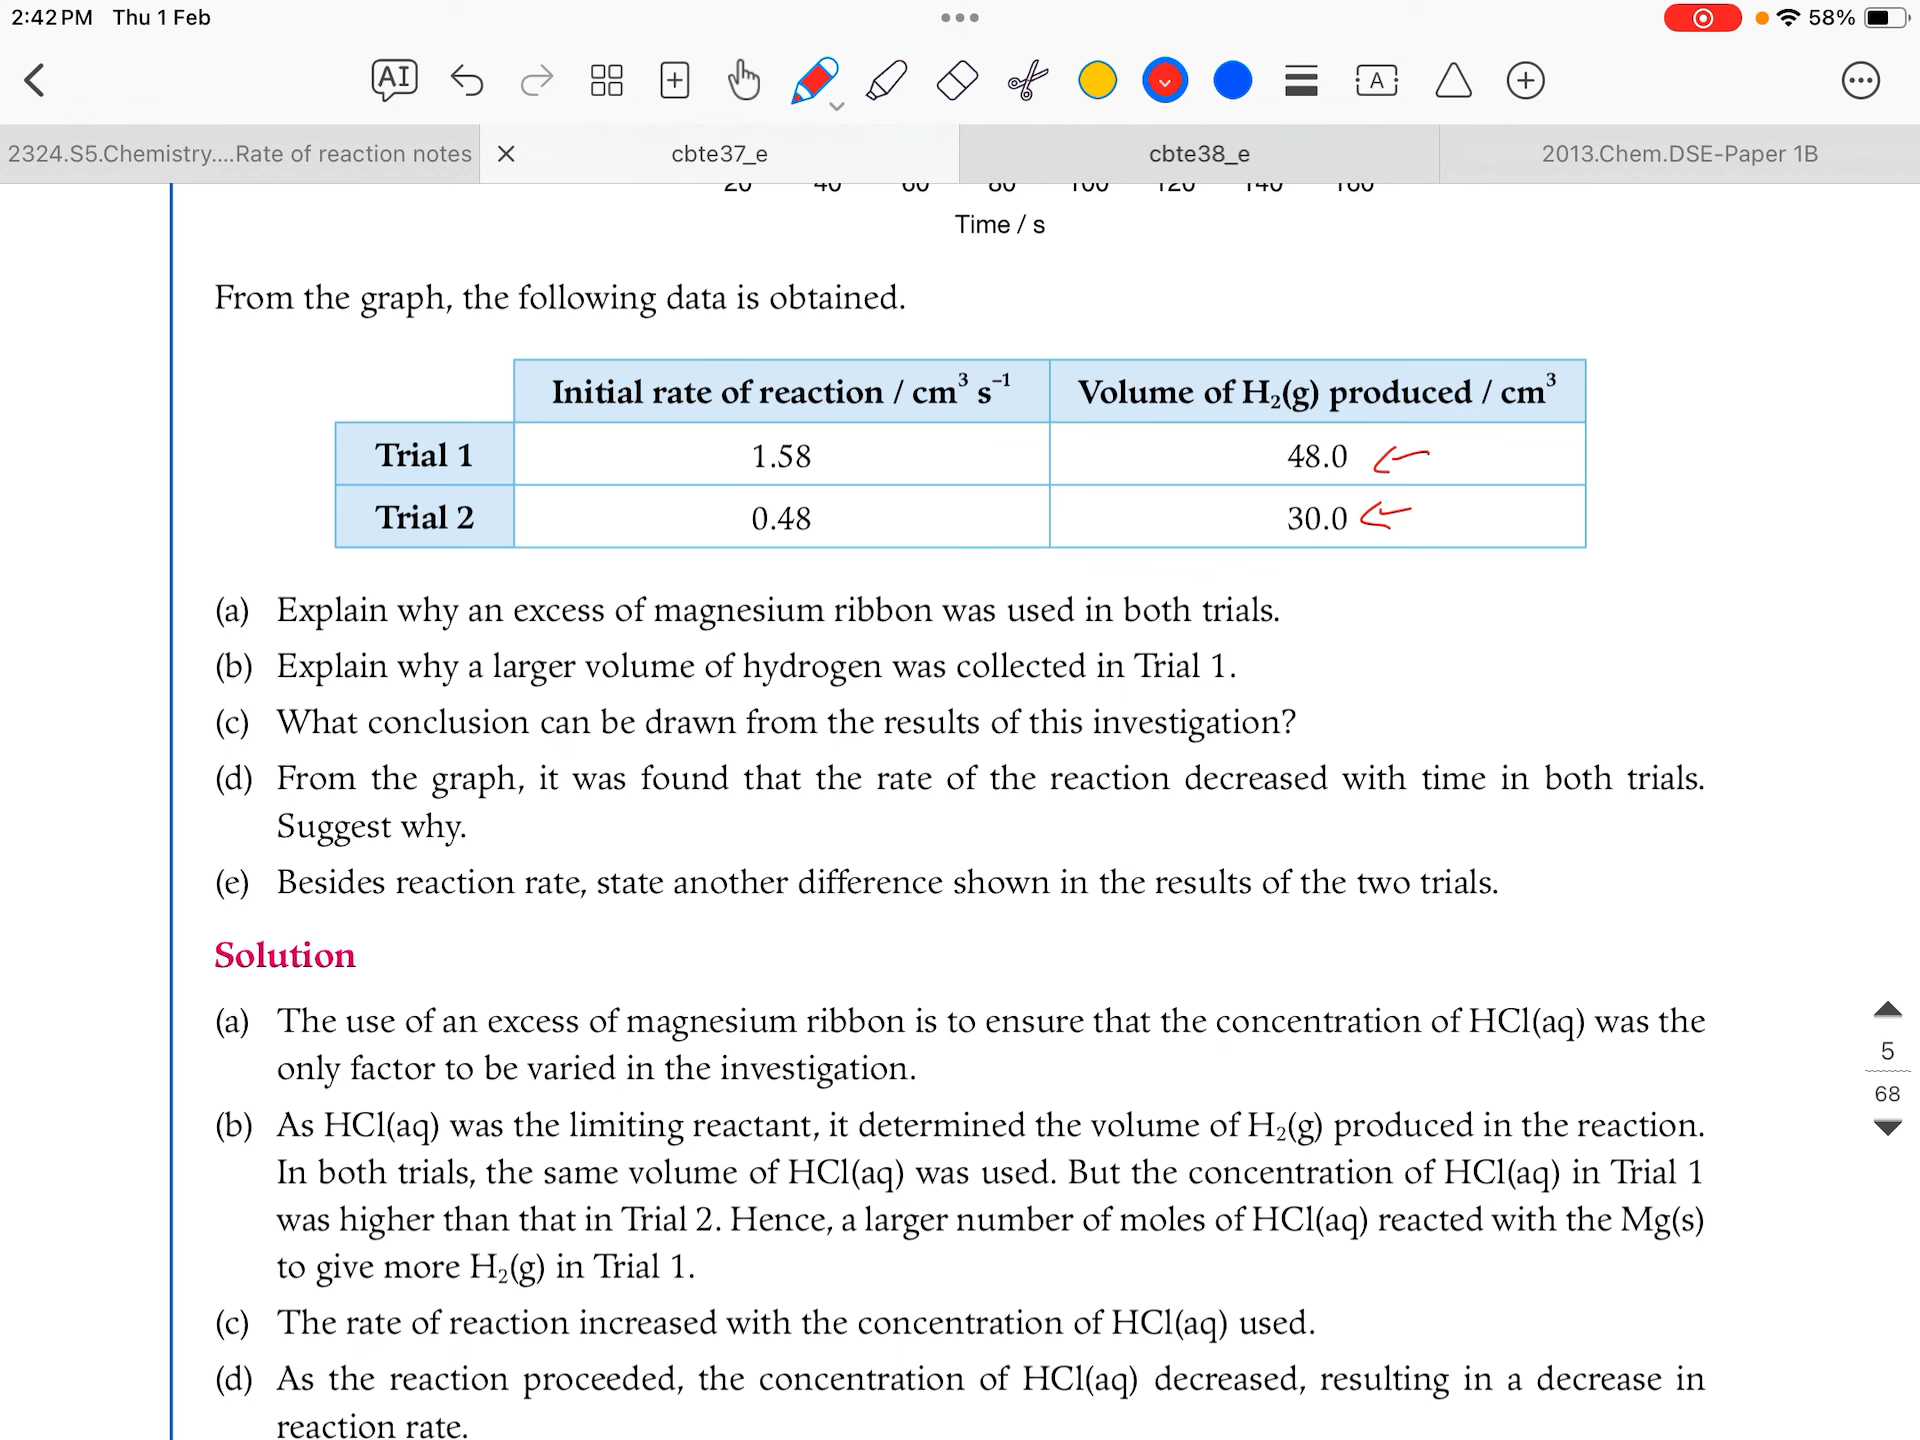 2:42 PM Thu 1 Feb
58%
AI
A
2324.S5.Chemistry....Rate of reaction notes
cbte37_e
cbte38_e
2013.Chem.DSE-Paper 1B
20 40 60 80 100 120 140 160
Time / s
From the graph, the following data is obtained.
Initial rate of reaction / cm³ s⁻¹ Volume of H₂(g) produced / cm³
Trial 1 1.58 48.0
Trial 2 0.48 30.0
(a) Explain why an excess of magnesium ribbon was used in both trials.
(b) Explain why a larger volume of hydrogen was collected in Trial 1.
(c) What conclusion can be drawn from the results of this investigation?
(d) From the graph, it was found that the rate of the reaction decreased with time in both trials.
Suggest why.
(e) Besides reaction rate, state another difference shown in the results of the two trials.
Solution
(a) The use of an excess of magnesium ribbon is to ensure that the concentration of HCl(aq) was the
only factor to be varied in the investigation.
(b) As HCl(aq) was the limiting reactant, it determined the volume of H₂(g) produced in the reaction.
In both trials, the same volume of HCl(aq) was used. But the concentration of HCl(aq) in Trial 1
was higher than that in Trial 2. Hence, a larger number of moles of HCl(aq) reacted with the Mg(s)
to give more H₂(g) in Trial 1.
(c) The rate of reaction increased with the concentration of HCl(aq) used.
(d) As the reaction proceeded, the concentration of HCl(aq) decreased, resulting in a decrease in
reaction rate.
5
68